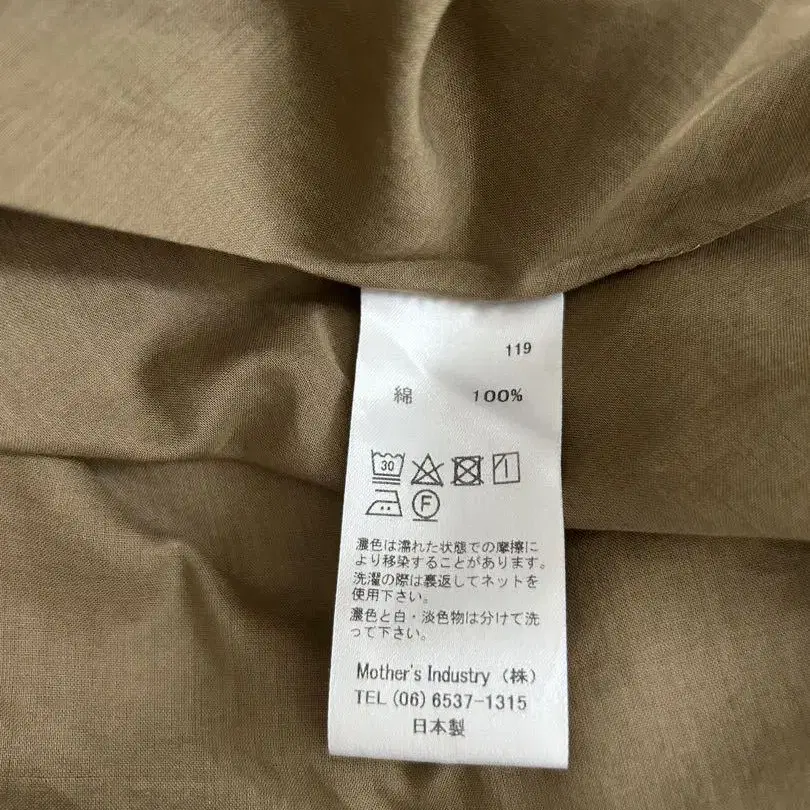 119
綿 100%
30
F
濃色は濡れた状態での摩擦に
より移染することがあります。
洗濯の際は裏返してネットを
使用下さい。
濃色と白・淡色物は分けて洗
って下さい。
Mother's Industry (株)
TEL (06) 6537-1315
日本製